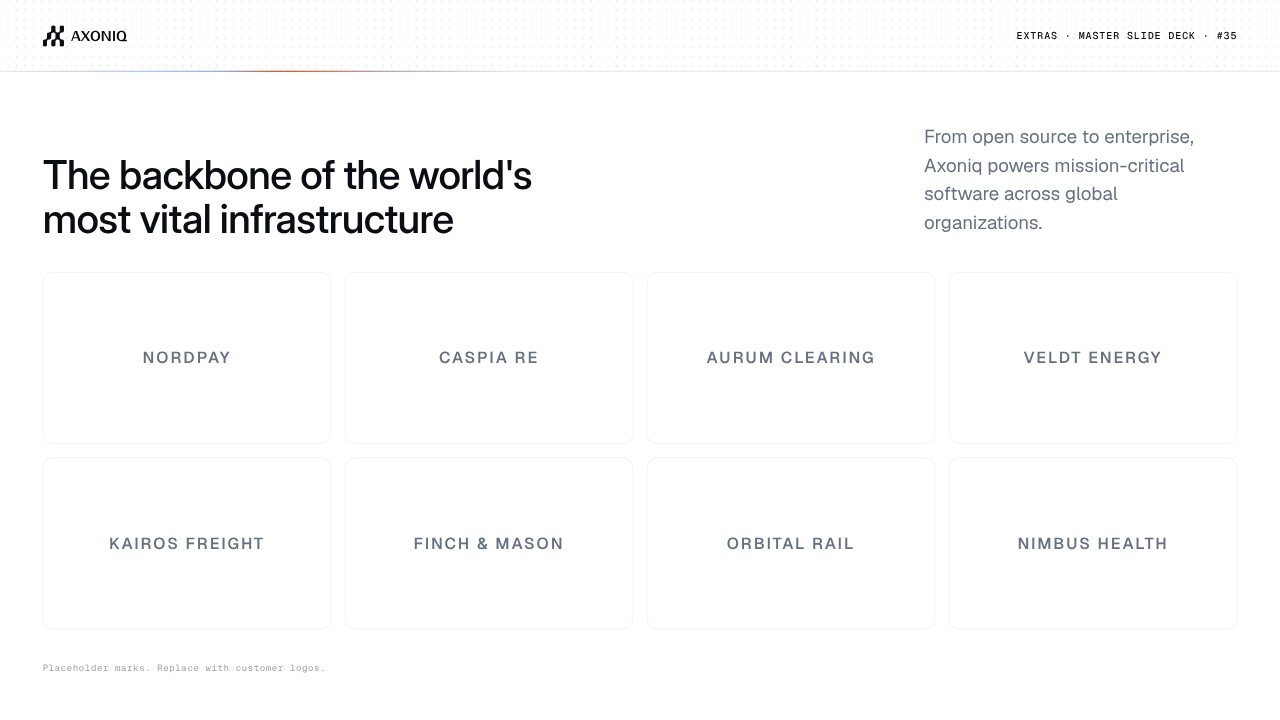 AXONIQ
EXTRAS · MASTER SLIDE DECK · #35
The backbone of the world's
most vital infrastructure
From open source to enterprise,
Axoniq powers mission-critical
software across global
organizations.
NORDPAY
CASPIA RE
AURUM CLEARING
VELDT ENERGY
KAIROS FREIGHT
FINCH & MASON
ORBITAL RAIL
NIMBUS HEALTH
Placeholder marks. Replace with customer logos.